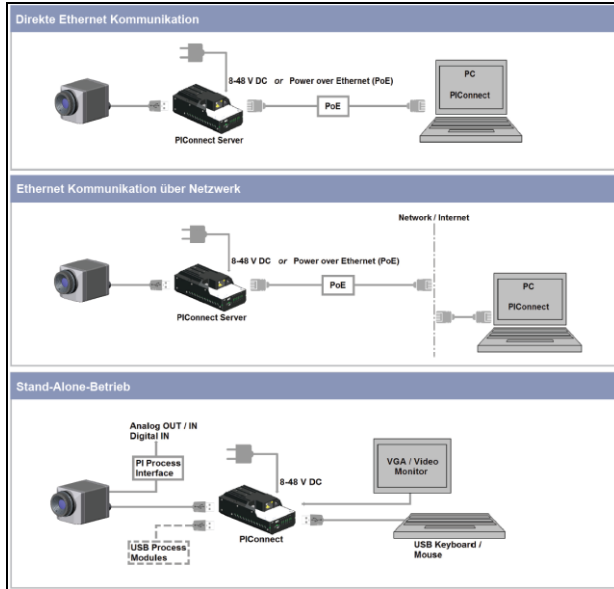 Direkte Ethernet Kommunikation
8-48 V DC or Power over Ethernet (PoE)
PoE
PC
PIConnect
PIConnect Server
Ethernet Kommunikation über Netzwerk
Network / Internet
8-48 V DC or Power over Ethernet (PoE)
PoE
PC
PIConnect
PIConnect Server
Stand-Alone-Betrieb
Analog OUT / IN
Digital IN
PI Process
Interface
8-48 V DC
VGA / Video
Monitor
USB Process
Modules
PIConnect
USB Keyboard /
Mouse